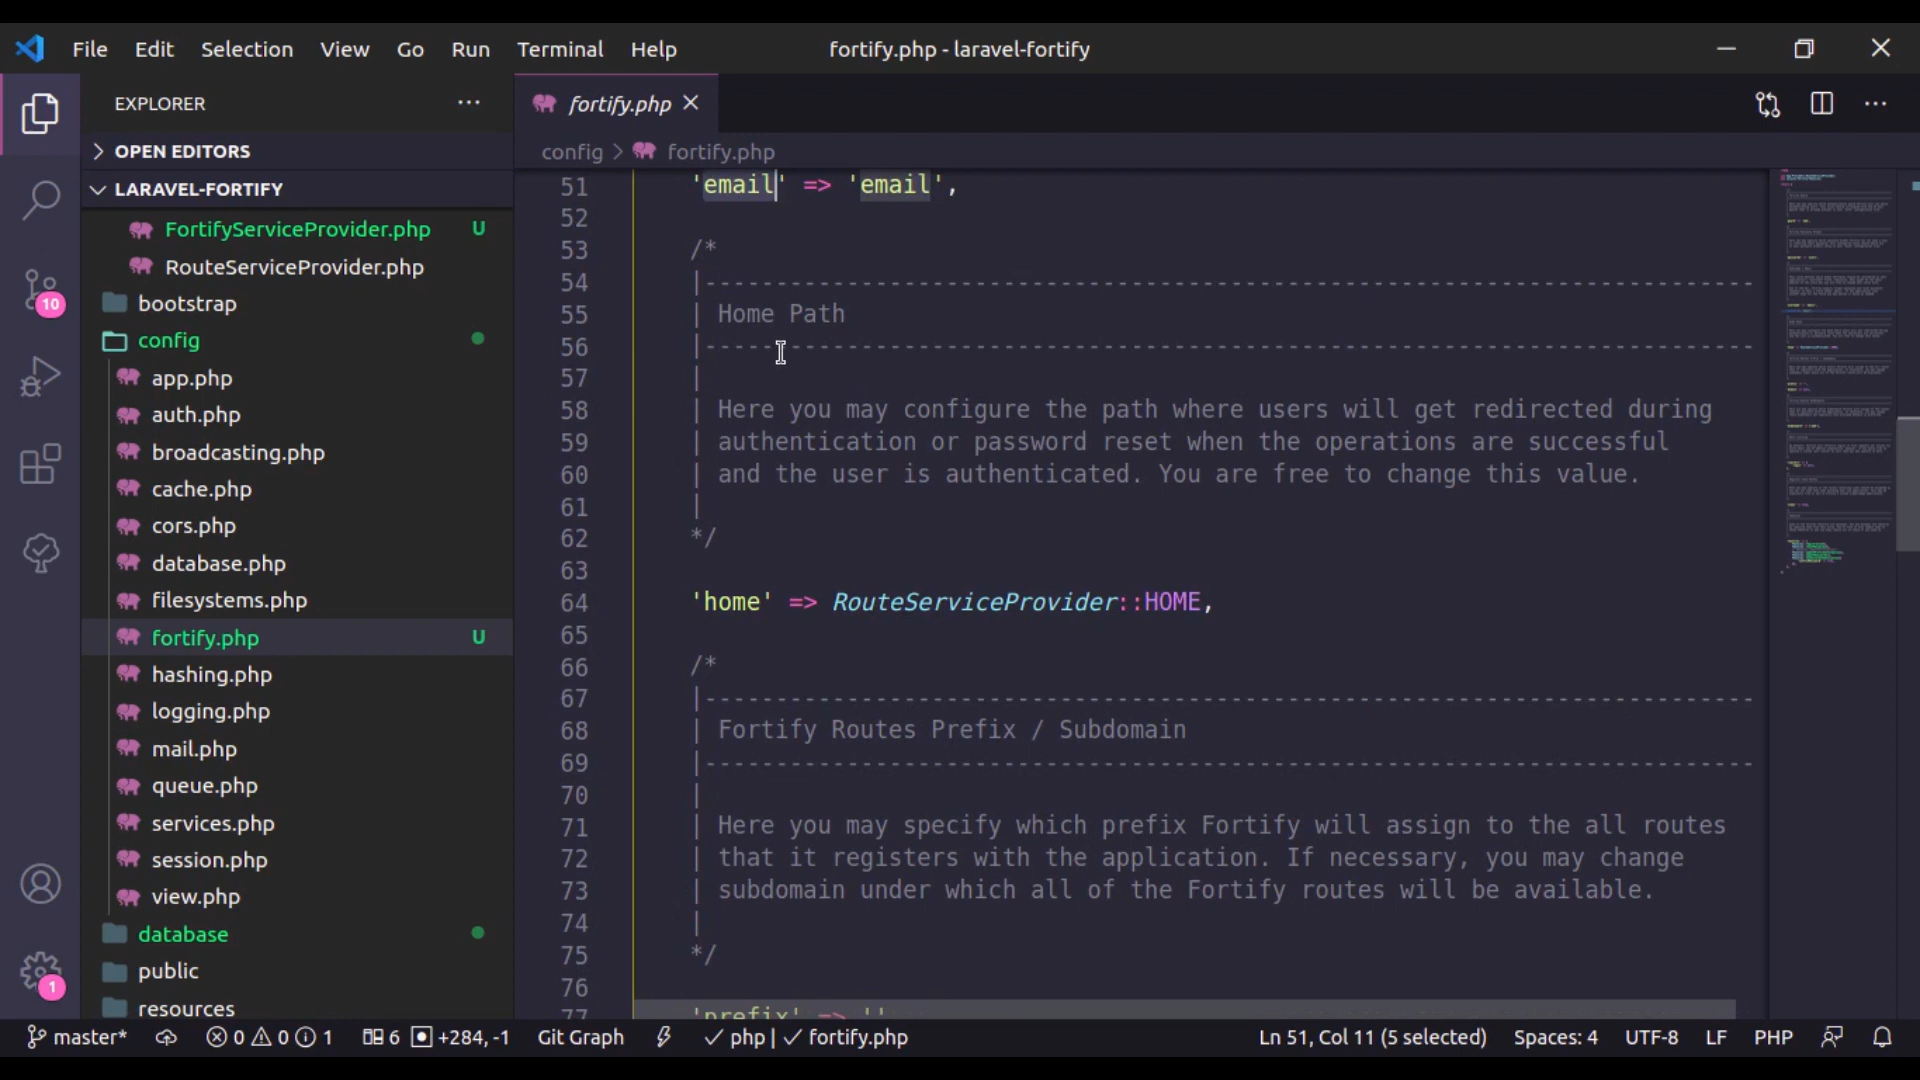 File Edit Selection View Go Run Terminal Help fortify.php - laravel-fortify
EXPLORER
OPEN EDITORS
LARAVEL-FORTIFY
FortifyServiceProvider.php U
RouteServiceProvider.php
bootstrap
config
app.php
auth.php
broadcasting.php
cache.php
cors.php
database.php
filesystems.php
fortify.php U
hashing.php
logging.php
mail.php
queue.php
services.php
session.php
view.php
database
public
resources
10
1
fortify.php
config > fortify.php
51 'email' => 'email',
52
53 /*
54 |--------------------------------------------------------------------------
55 | Home Path
56 |--------------------------------------------------------------------------
57 |
58 | Here you may configure the path where users will get redirected during
59 | authentication or password reset when the operations are successful
60 | and the user is authenticated. You are free to change this value.
61 |
62 */
63
64 'home' => RouteServiceProvider::HOME,
65
66 /*
67 |--------------------------------------------------------------------------
68 | Fortify Routes Prefix / Subdomain
69 |--------------------------------------------------------------------------
70 |
71 | Here you may specify which prefix Fortify will assign to the all routes
72 | that it registers with the application. If necessary, you may change
73 | subdomain under which all of the Fortify routes will be available.
74 |
75 */
76
77 'prefix' => ''
master* 0 0 1 6 +284, -1 Git Graph php | fortify.php Ln 51, Col 11 (5 selected) Spaces: 4 UTF-8 LF PHP